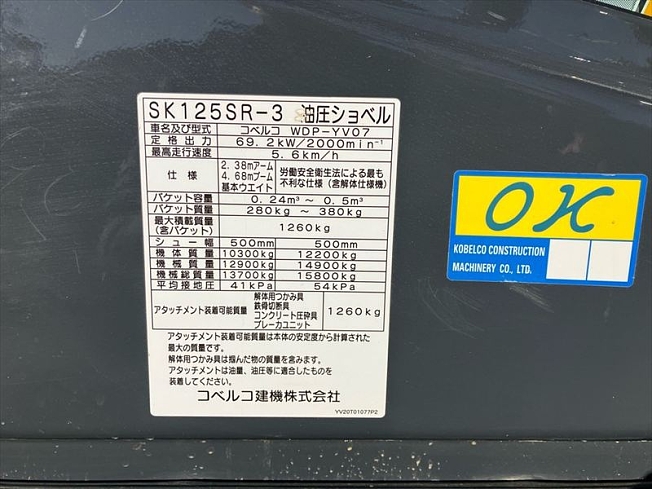 SK125SR-3 油圧ショベル
車名及び型式 コベルコ WDP-YV07
定格出力 69.2kW/2000min⁻¹
最高走行速度 5.6km/h
仕様 2.38mアーム 4.68mブーム 基本ウエイト 労働安全衛生法による最も不利な仕様(含解体仕様機)
バケット容量 0.24m³ ~ 0.5m³
バケット質量 280kg ~ 380kg
最大積載質量(含バケット) 1260kg
シュー幅 500mm 500mm
機体質量 10300kg 12200kg
機械質量 12900kg 14900kg
機械総質量 13700kg 15800kg
平均接地圧 41kPa 54kPa
アタッチメント装着可能質量 解体用つかみ具 鉄骨切断具 コンクリート圧砕具 ブレーカユニット 1260kg
アタッチメント装着可能質量は本体の安定度から計算された
最大の質量です。
解体用つかみ具は掴んだ物の質量を含みます。
アタッチメントは油量、油圧等に適合したものを
装着してください。
コベルコ建機株式会社
YV20T01077P2
OK
KOBELCO CONSTRUCTION
MACHINERY CO., LTD.